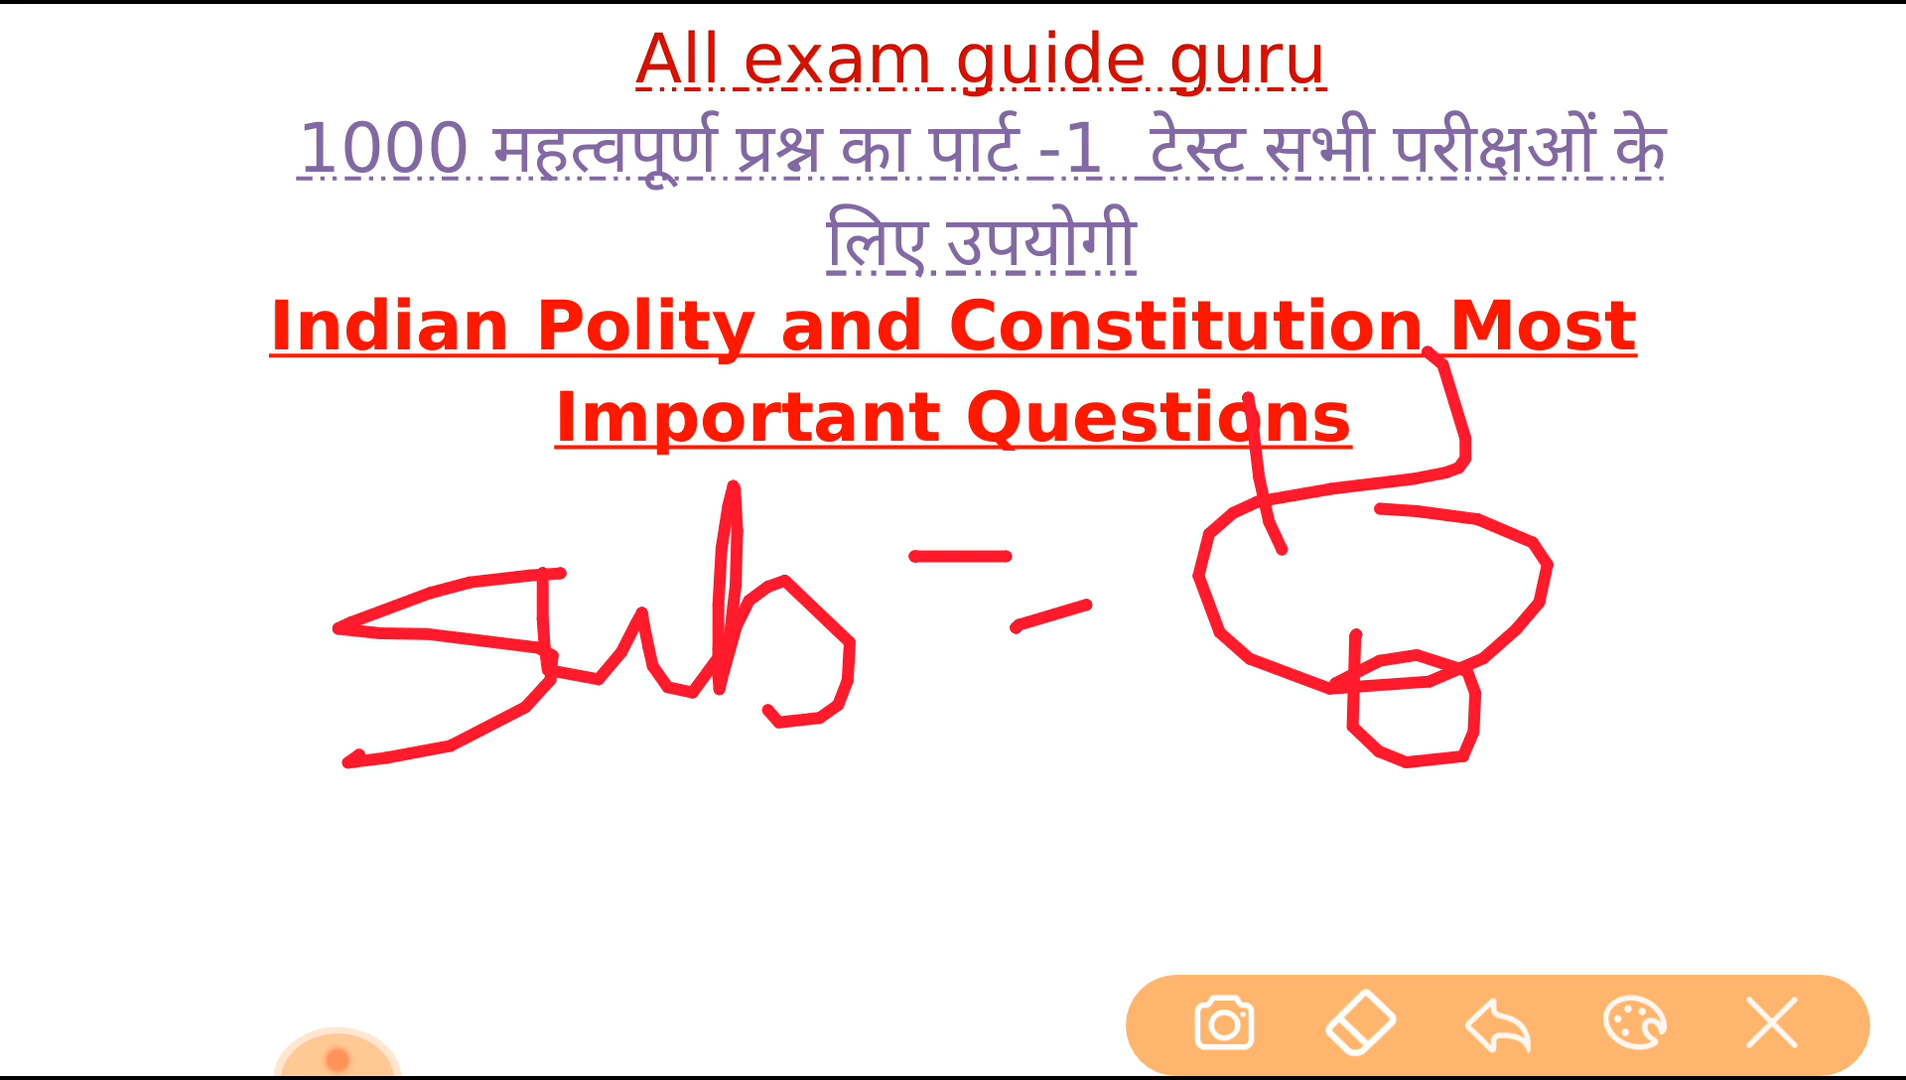 All exam guide guru
1000 महत्वपूर्ण प्रश्न का पार्ट -1 टेस्ट सभी परीक्षओं के
लिए उपयोगी
Indian Polity and Constitution Most
Important Questions
Sub -